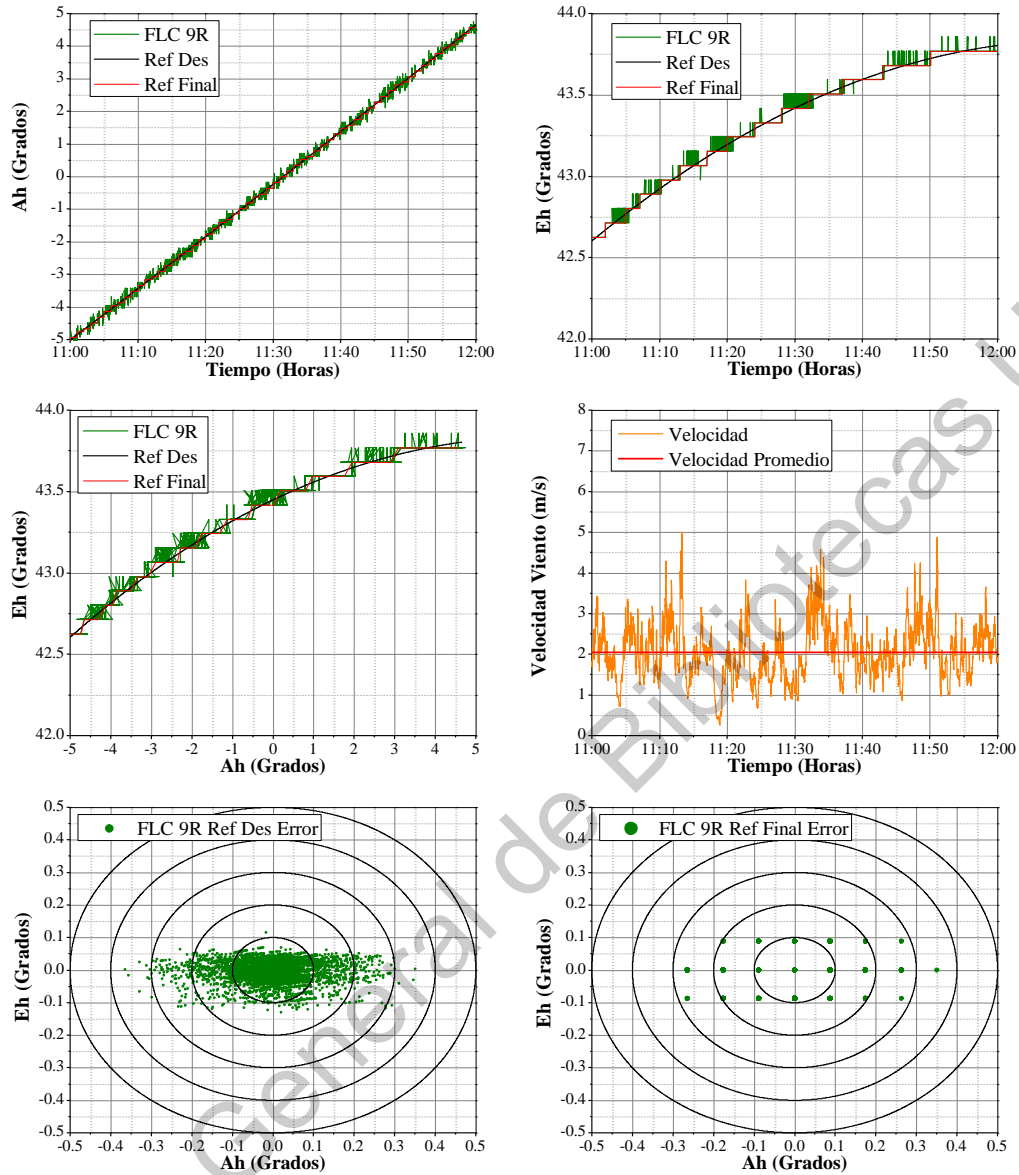 FLC 9R
Ref Des
Ref Final
Ah (Grados)
5
4
3
2
1
0
-1
-2
-3
-4
-5
11:00 11:10 11:20 11:30 11:40 11:50 12:00
Tiempo (Horas)
FLC 9R
Ref Des
Ref Final
Eh (Grados)
44.0
43.5
43.0
42.5
42.0
11:00 11:10 11:20 11:30 11:40 11:50 12:00
Tiempo (Horas)
FLC 9R
Ref Des
Ref Final
Eh (Grados)
44.0
43.5
43.0
42.5
42.0
-5 -4 -3 -2 -1 0 1 2 3 4 5
Ah (Grados)
Velocidad
Velocidad Promedio
Velocidad Viento (m/s)
8
7
6
5
4
3
2
1
0
11:00 11:10 11:20 11:30 11:40 11:50 12:00
Tiempo (Horas)
FLC 9R Ref Des Error
Eh (Grados)
0.5
0.4
0.3
0.2
0.1
0.0
-0.1
-0.2
-0.3
-0.4
-0.5
-0.5 -0.4 -0.3 -0.2 -0.1 0.0 0.1 0.2 0.3 0.4 0.5
Ah (Grados)
FLC 9R Ref Final Error
Eh (Grados)
0.5
0.4
0.3
0.2
0.1
0.0
-0.1
-0.2
-0.3
-0.4
-0.5
-0.5 -0.4 -0.3 -0.2 -0.1 0.0 0.1 0.2 0.3 0.4 0.5
Ah (Grados)
General de Bibliotecas